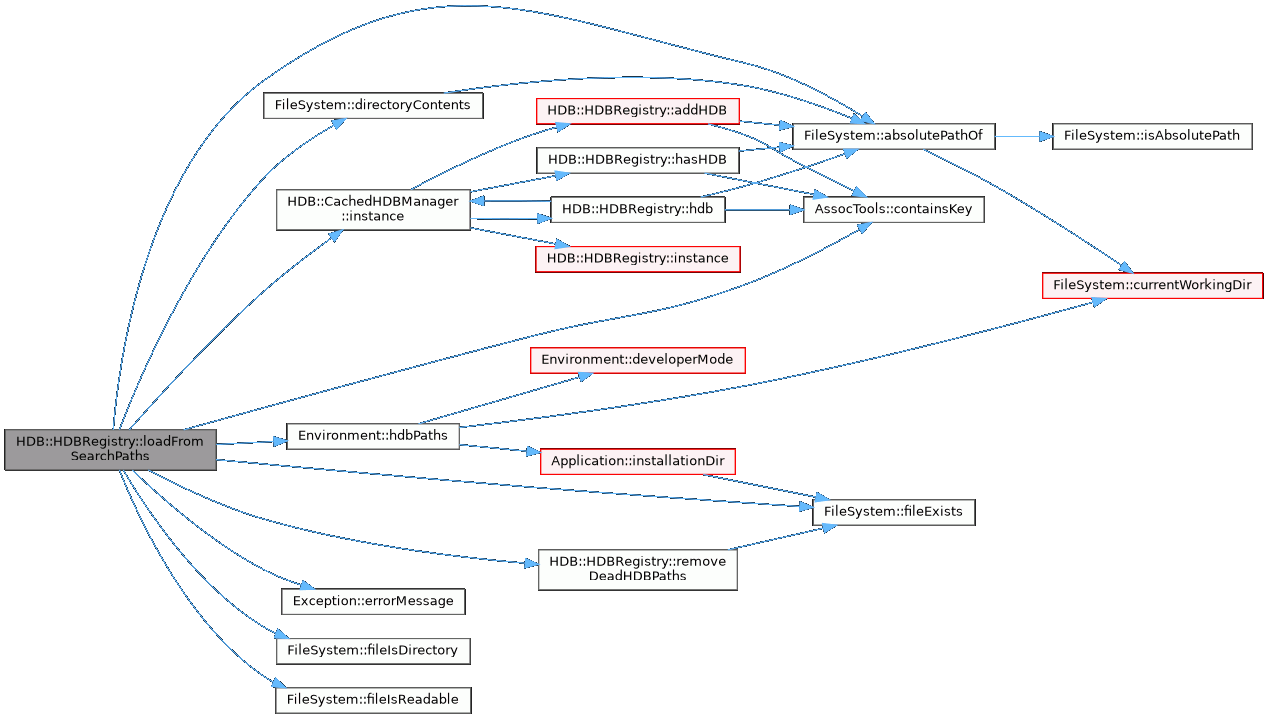 FileSystem::directoryContents
HDB::HDBRegistry::addHDB
FileSystem::absolutePathOf
FileSystem::isAbsolutePath
HDB::HDBRegistry::hasHDB
HDB::CachedHDBManager
::instance
HDB::HDBRegistry::hdb
AssocTools::containsKey
HDB::HDBRegistry::instance
FileSystem::currentWorkingDir
Environment::developerMode
HDB::HDBRegistry::loadFrom
SearchPaths
Environment::hdbPaths
Application::installationDir
FileSystem::fileExists
HDB::HDBRegistry::remove
DeadHDBPaths
Exception::errorMessage
FileSystem::fileIsDirectory
FileSystem::fileIsReadable